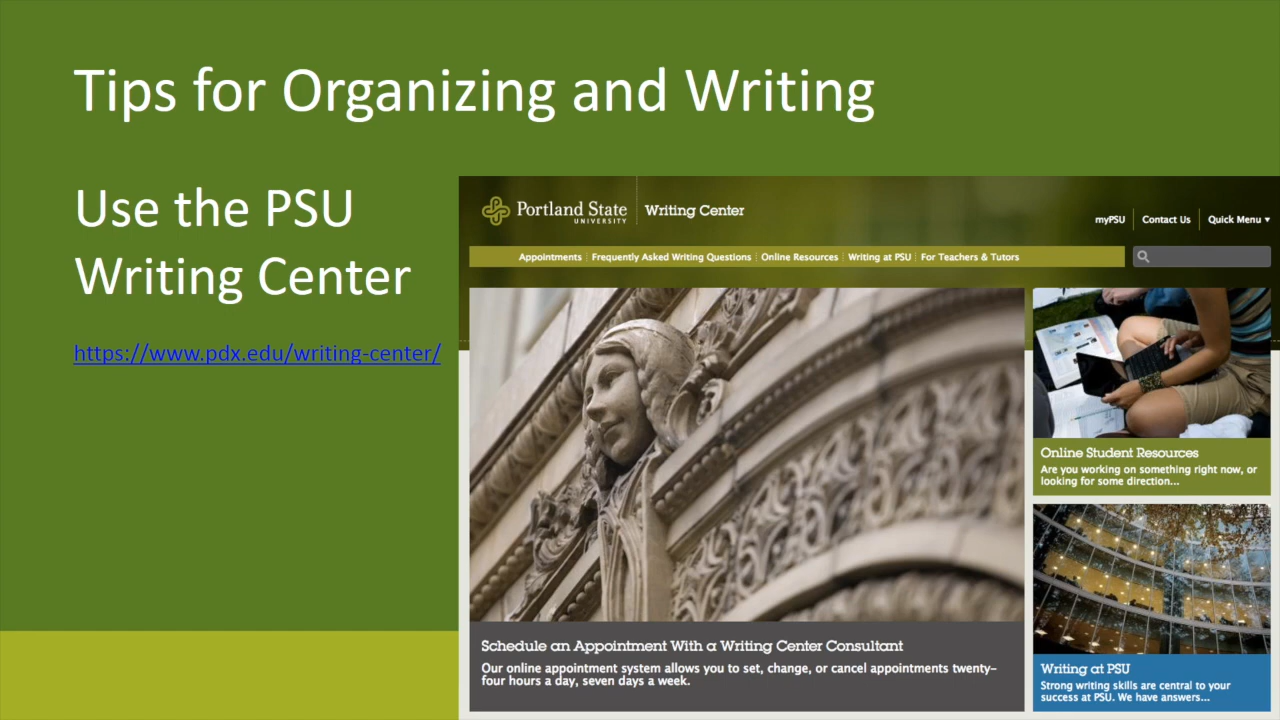 Tips for Organizing and Writing
Use the PSU
Writing Center
https://www.pdx.edu/writing-center/
Portland State
UNIVERSITY
Writing Center
myPSU
Contact Us
Quick Menu
Appointments
Frequently Asked Writing Questions
Online Resources
Writing at PSU
For Teachers & Tutors
Schedule an Appointment With a Writing Center Consultant
Our online appointment system allows you to set, change, or cancel appointments twenty-
four hours a day, seven days a week.
Online Student Resources
Are you working on something right now, or
looking for some direction...
Writing at PSU
Strong writing skills are central to your
success at PSU. We have answers...